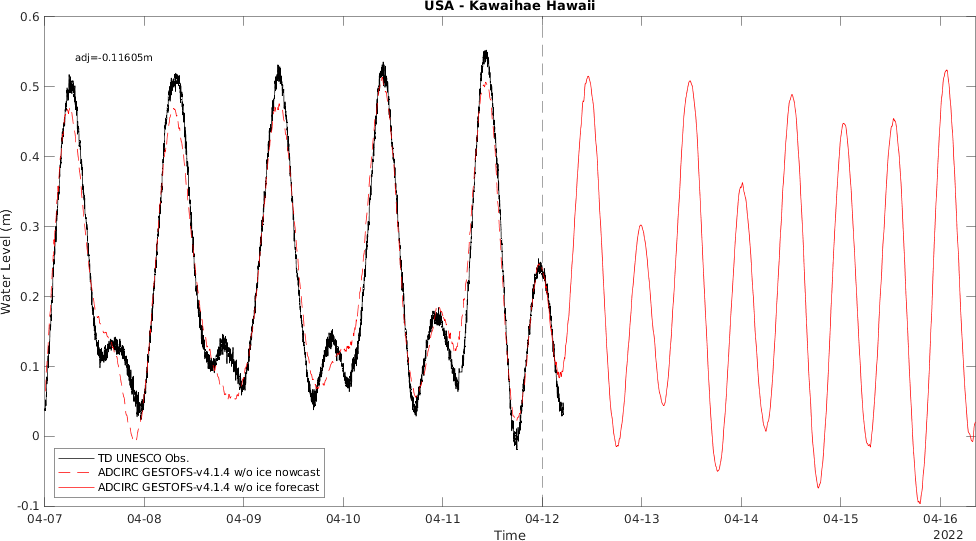 USA - Kawaihae Hawaii
adj=-0.11605m
0.6
0.5
0.4
0.3
0.2
0.1
0
-0.1
Water Level (m)
TD UNESCO Obs.
ADCIRC GESTOFS-v4.1.4 w/o ice nowcast
ADCIRC GESTOFS-v4.1.4 w/o ice forecast
04-07 04-08 04-09 04-10 04-11 04-12 04-13 04-14 04-15 04-16
Time
2022